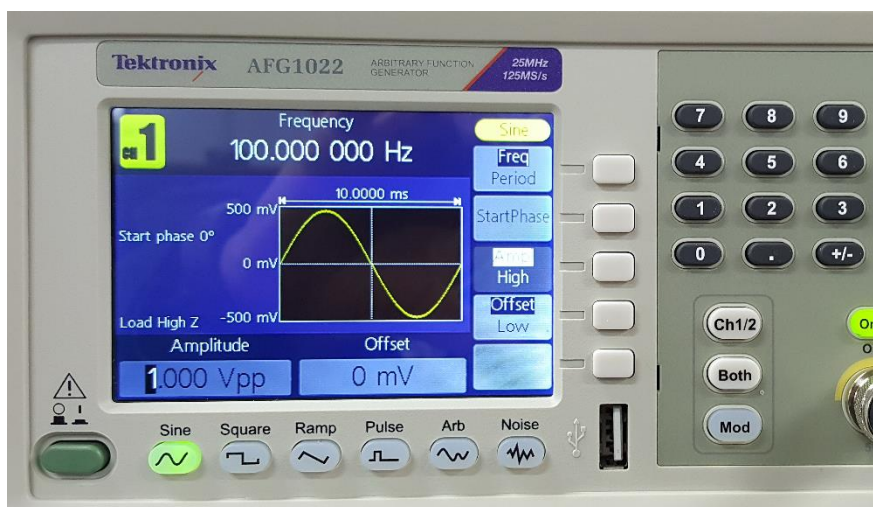 Tektronix AFG1022 ARBITRARY FUNCTION GENERATOR 25MHz 125MS/s
CH 1
Frequency
100.000 000 Hz
Sine
Freq
Period
StartPhase
Ampl
High
Offset
Low
10.0000 ms
500 mV
Start phase 0°
0 mV
Load High Z
-500 mV
Amplitude
1.000 Vpp
Offset
0 mV
Sine Square Ramp Pulse Arb Noise
7 8 9
4 5 6
1 2 3
0 . +/-
Ch1/2
Both
Mod